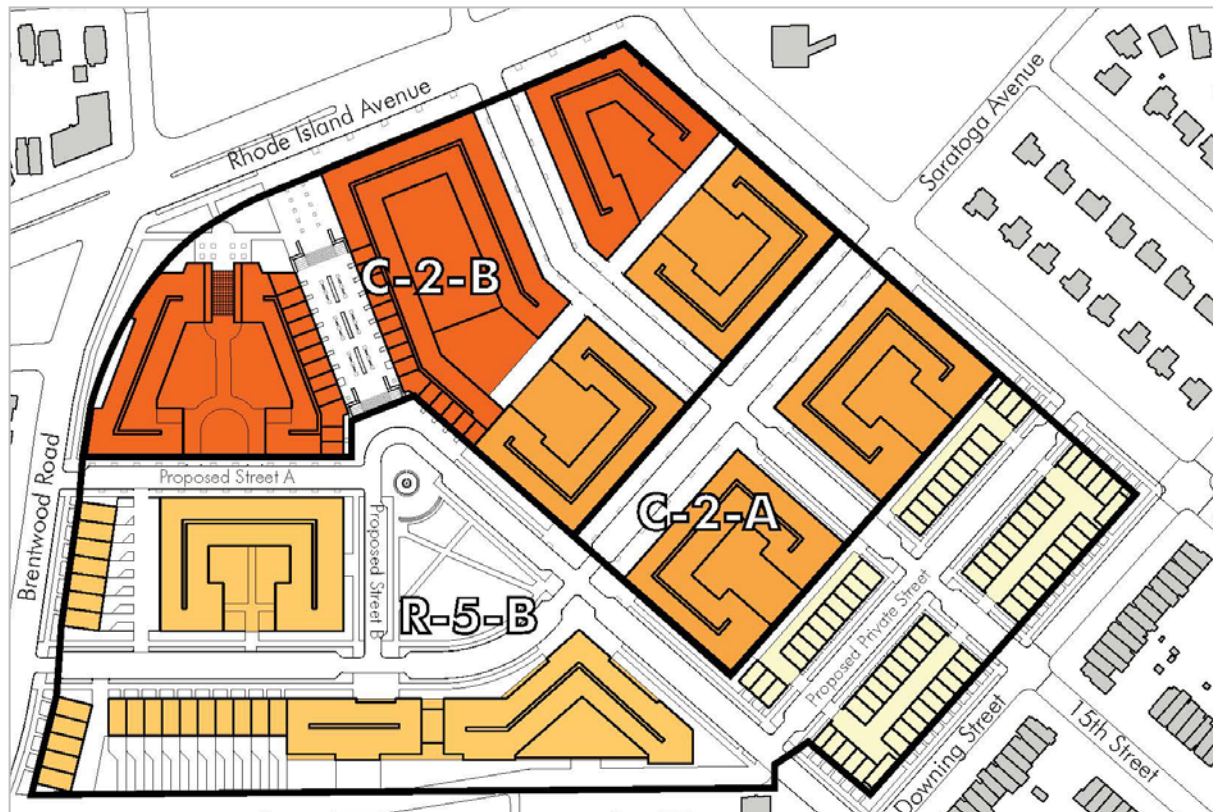 Rhode Island Avenue
Saratoga Avenue
C-2-B
Brentwood Road
Proposed Street A
Proposed Street B
C-2-A
R-5-B
Proposed Private Street
Downing Street
15th Street